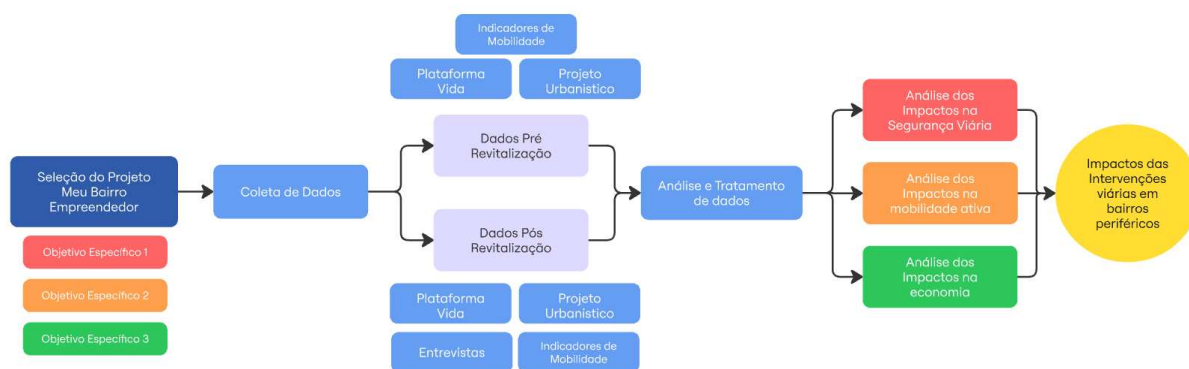 Seleção do Projeto
Meu Bairro
Empreendedor
Objetivo Específico 1
Objetivo Específico 2
Objetivo Específico 3
Coleta de Dados
Indicadores de
Mobilidade
Plataforma
Vida
Projeto
Urbanistico
Dados Pré
Revitalização
Dados Pós
Revitalização
Plataforma
Vida
Projeto
Urbanistico
Entrevistas
Indicadores de
Mobilidade
Análise e Tratamento
de dados
Análise dos
Impactos na
Segurança Viária
Análise dos
Impactos na
mobilidade ativa
Análise dos
Impactos na
economia
Impactos das
Intervenções
viárias em
bairros
periféricos